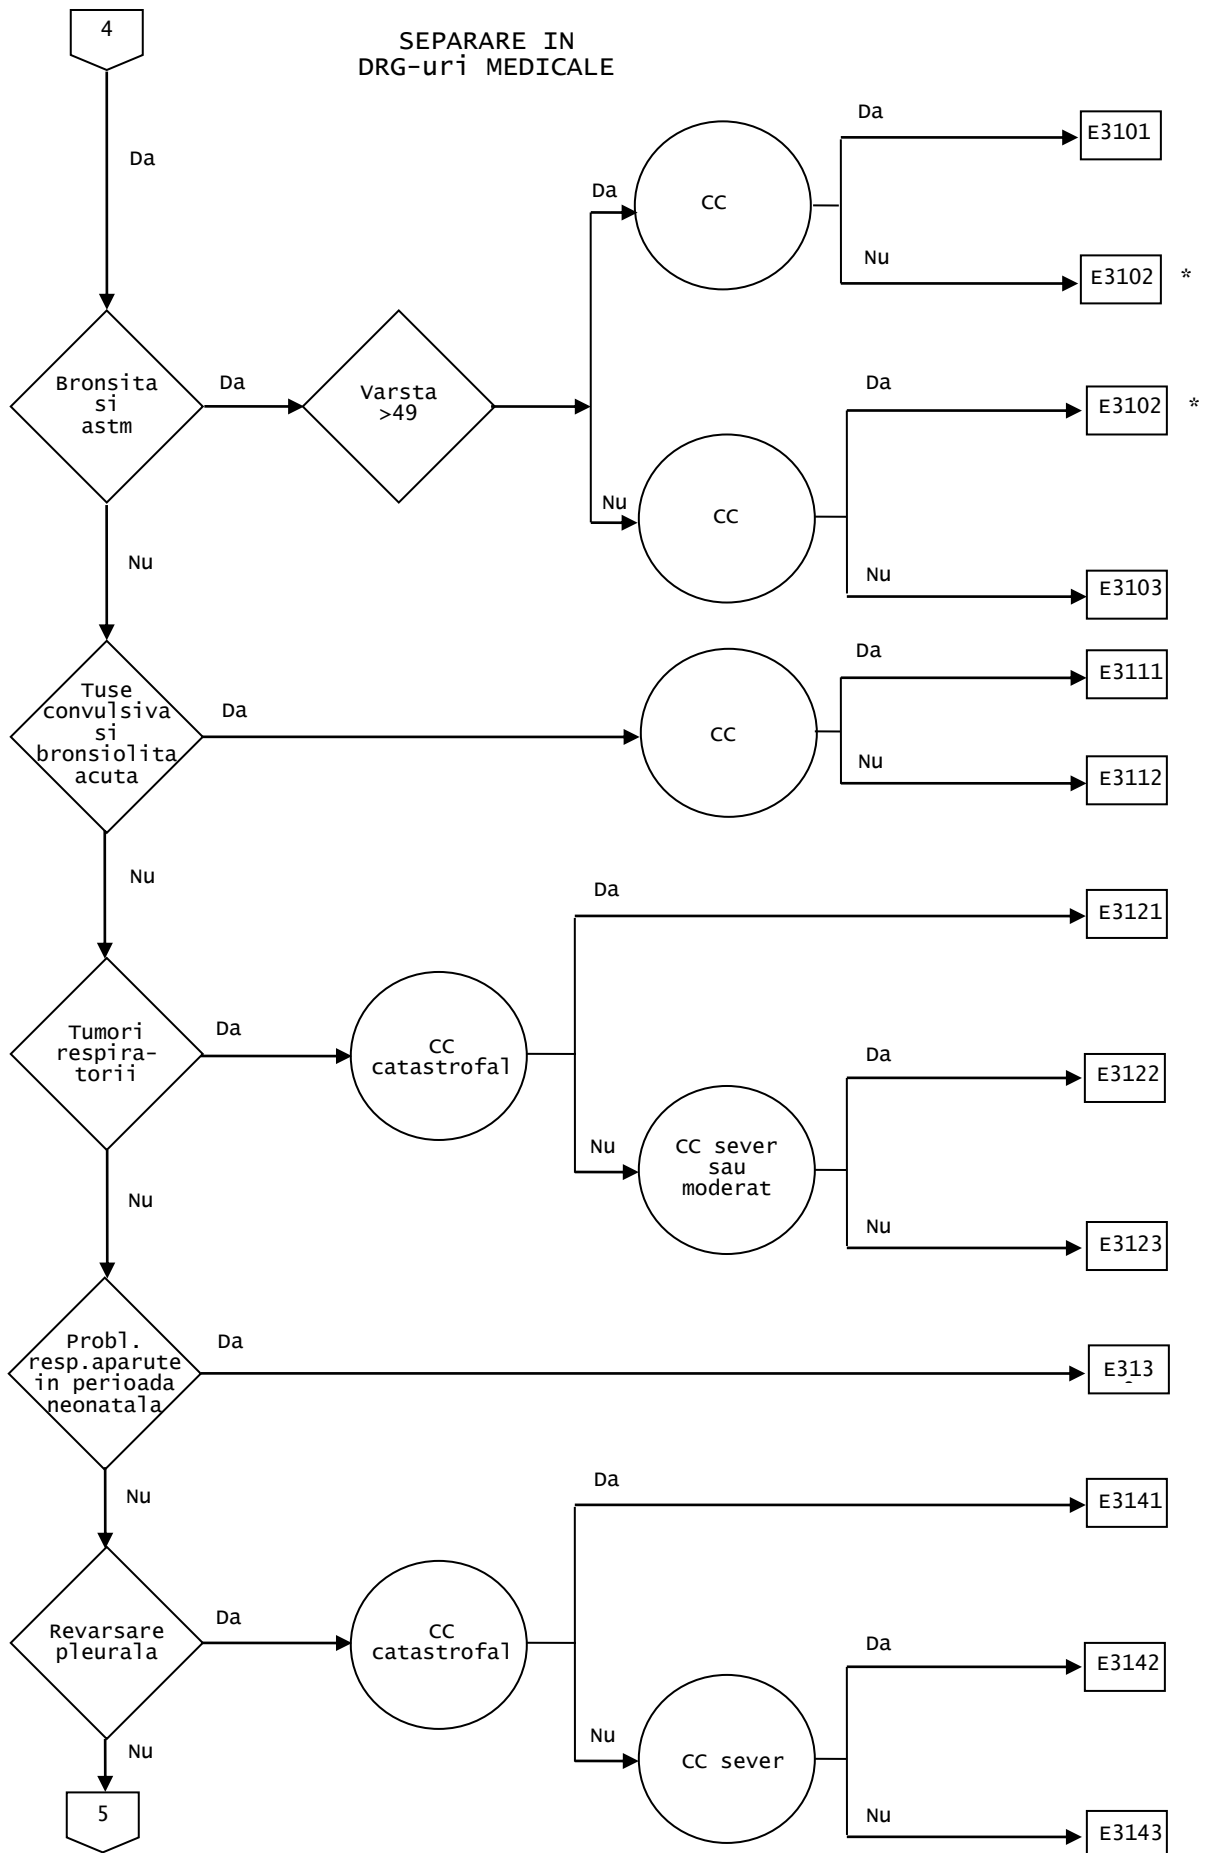 4
SEPARARE IN
DRG-uri MEDICALE
Da
Da
CC
Da
E3101
Nu
E3102 *
Bronsita
si
astm
Da
Varsta
>49
Nu
CC
Da
E3102 *
Nu
E3103
Nu
Tuse
convulsiva
si
bronsiolita
acuta
Da
CC
Da
E3111
Nu
E3112
Nu
Tumori
respira-
torii
Da
CC
catastrofal
Da
E3121
Nu
CC sever
sau
moderat
Da
E3122
Nu
E3123
Nu
Probl.
resp.aparute
in perioada
neonatala
Da
E313
Nu
Revarsare
pleurala
Da
CC
catastrofal
Da
E3141
Nu
CC sever
Da
E3142
Nu
E3143
Nu
5